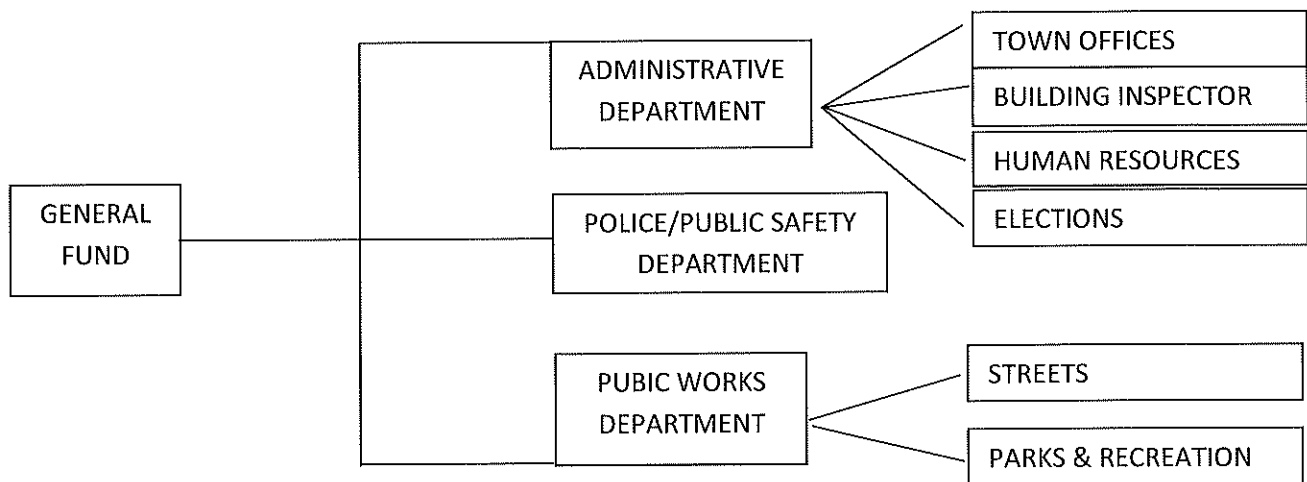 GENERAL
FUND
ADMINISTRATIVE
DEPARTMENT
TOWN OFFICES
BUILDING INSPECTOR
HUMAN RESOURCES
ELECTIONS
POLICE/PUBLIC SAFETY
DEPARTMENT
PUBIC WORKS
DEPARTMENT
STREETS
PARKS & RECREATION